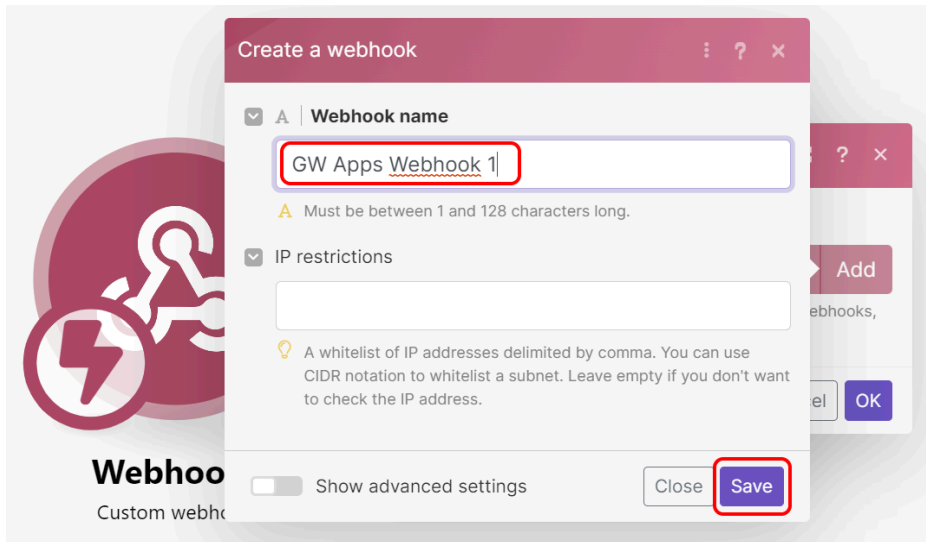 Create a webhook
? ×
A Webhook name
GW Apps Webhook 1
A Must be between 1 and 128 characters long.
IP restrictions
A whitelist of IP addresses delimited by comma. You can use
CIDR notation to whitelist a subnet. Leave empty if you don't want
to check the IP address.
Show advanced settings
Close
Save
? ×
Add
ebhooks,
el
OK
Webhoo
Custom webho